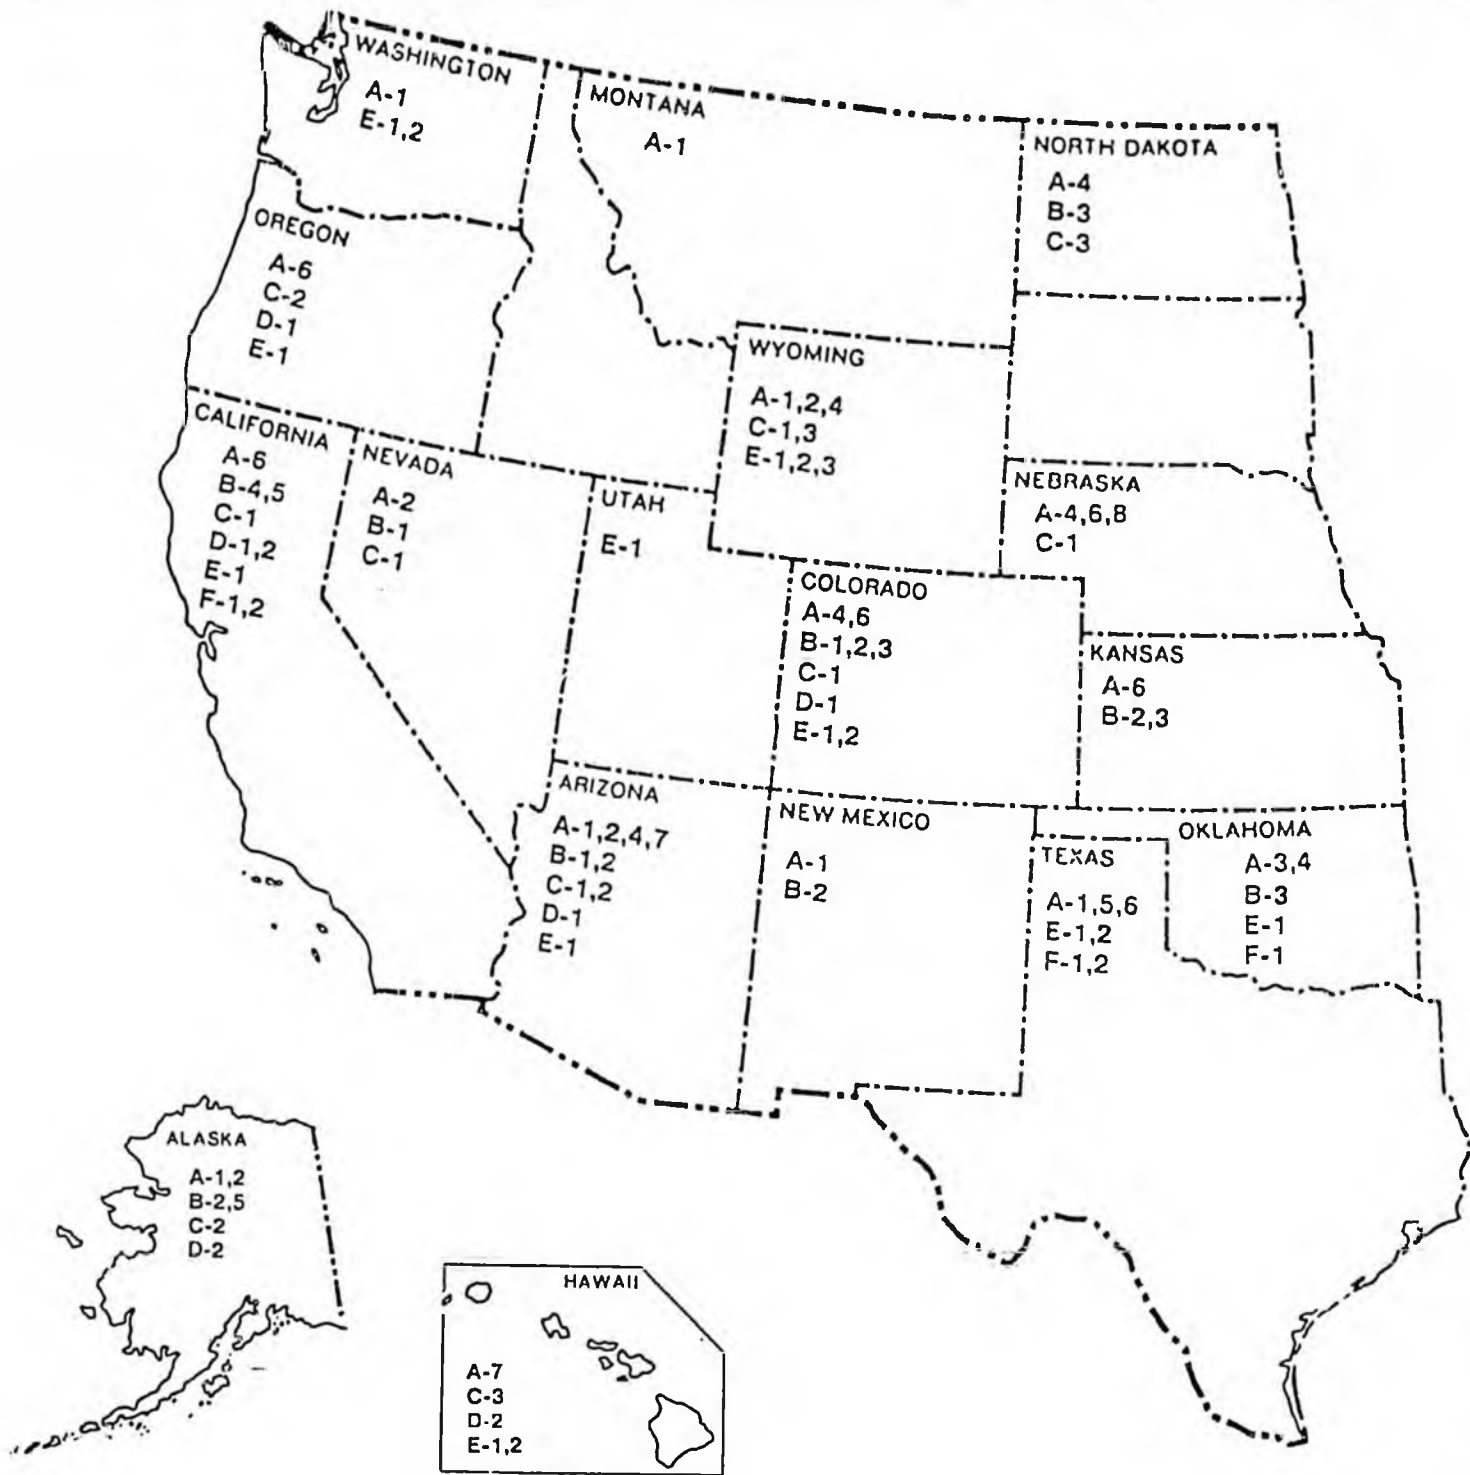 WASHINGTON
A-1
E-1,2
MONTANA
A-1
NORTH DAKOTA
A-4
B-3
C-3
OREGON
A-6
C-2
D-1
E-1
WYOMING
A-1,2,4
C-1,3
E-1,2,3
CALIFORNIA
A-6
B-4,5
C-1
D-1,2
E-1
F-1,2
NEVADA
A-2
B-1
C-1
UTAH
E-1
NEBRASKA
A-4,6,8
C-1
COLORADO
A-4,6
B-1,2,3
C-1
D-1
E-1,2
KANSAS
A-6
B-2,3
ARIZONA
A-1,2,4,7
B-1,2
C-1,2
D-1
E-1
NEW MEXICO
A-1
B-2
TEXAS
A-1,5,6
E-1,2
F-1,2
OKLAHOMA
A-3,4
B-3
E-1
F-1
ALASKA
A-1,2
B-2,5
C-2
D-2
HAWAII
A-7
C-3
D-2
E-1,2